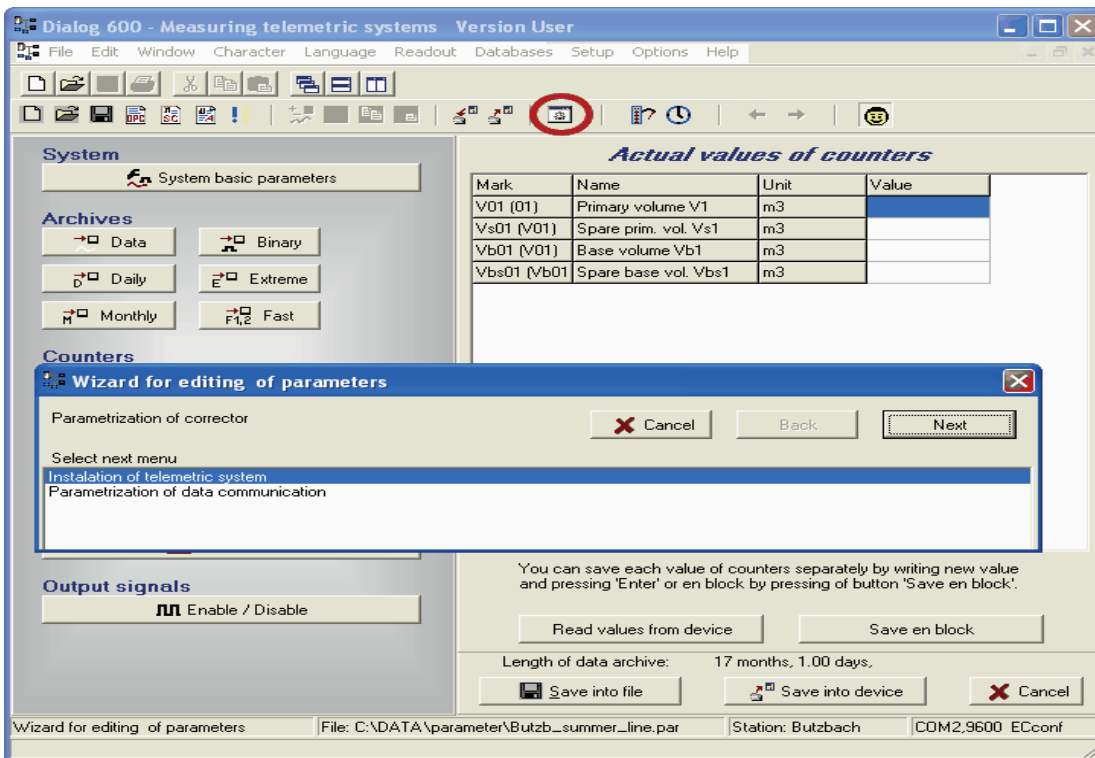 Dialog 600 - Measuring telemetric systems Version User
File Edit Window Character Language Readout Databases Setup Options Help
System
System basic parameters
Archives
Data
Binary
Daily
Extreme
Monthly
Fast
Counters
Actual values of counters
Mark Name Unit Value
V01 (01) Primary volume V1 m3
Vs01 (V01) Spare prim. vol. Vs1 m3
Vb01 (V01) Base volume Vb1 m3
Vbs01 (Vb01 Spare base vol. Vbs1 m3
Wizard for editing of parameters
Parametrization of corrector
Cancel Back Next
Select next menu
Instalation of telemetric system
Parametrization of data communication
Output signals
Enable / Disable
You can save each value of counters separately by writing new value
and pressing 'Enter' or en block by pressing of button 'Save en block'.
Read values from device Save en block
Length of data archive: 17 months, 1.00 days,
Save into file Save into device Cancel
Wizard for editing of parameters File: C:\DATA\parameter\Butzb_summer_line.par Station: Butzbach COM2,9600 ECconf